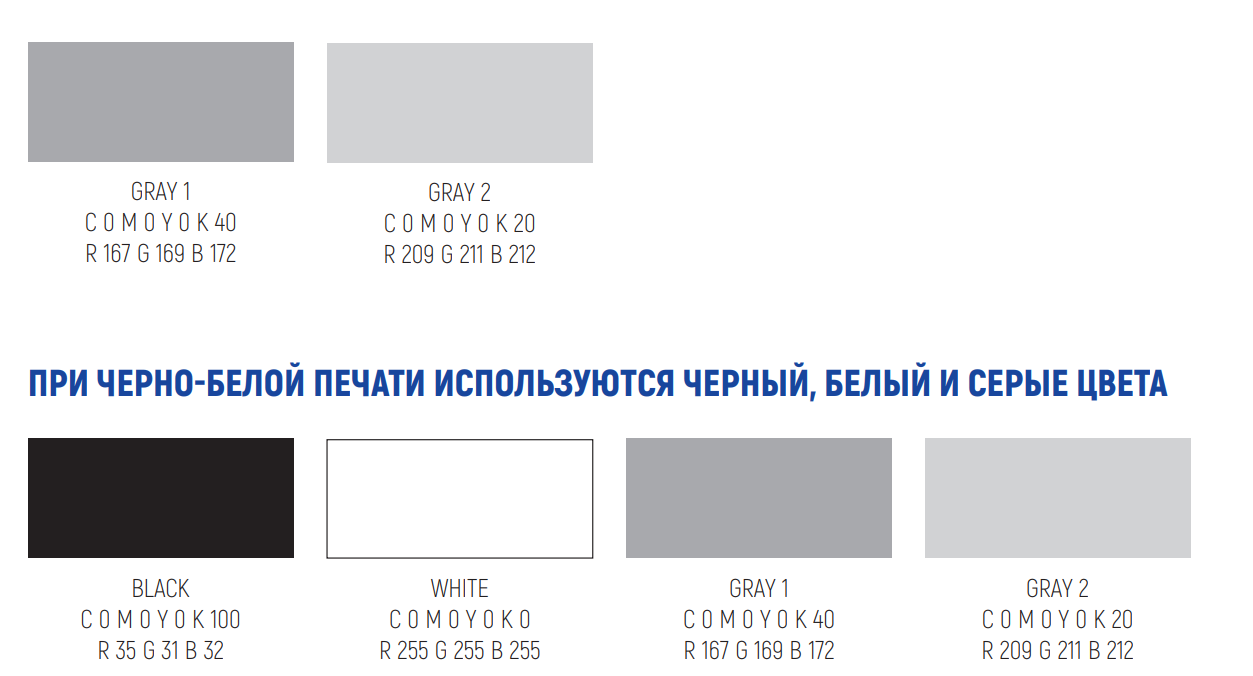 GRAY 1
GRAY 2
C 0 M 0 Y 0 K 40
C 0 M 0 Y 0 K 20
R 167 G 169 B 172
R 209 G 211 B 212
ПРИ ЧЕРНО-БЕЛОЙ ПЕЧАТИ ИСПОЛЬЗУЮТСЯ ЧЕРНЫЙ, БЕЛЫЙ И СЕРЫЕ ЦВЕТА
BLACK
WHITE
GRAY 1
GRAY 2
C 0 M 0 Y 0 K 100
C 0 M 0 Y 0 K 0
C 0 M 0 Y 0 K 40
C 0 M 0 Y 0 K 20
R 35 G 31 B 32
R 255 G 255 B 255
R 167 G 169 B 172
R 209 G 211 B 212